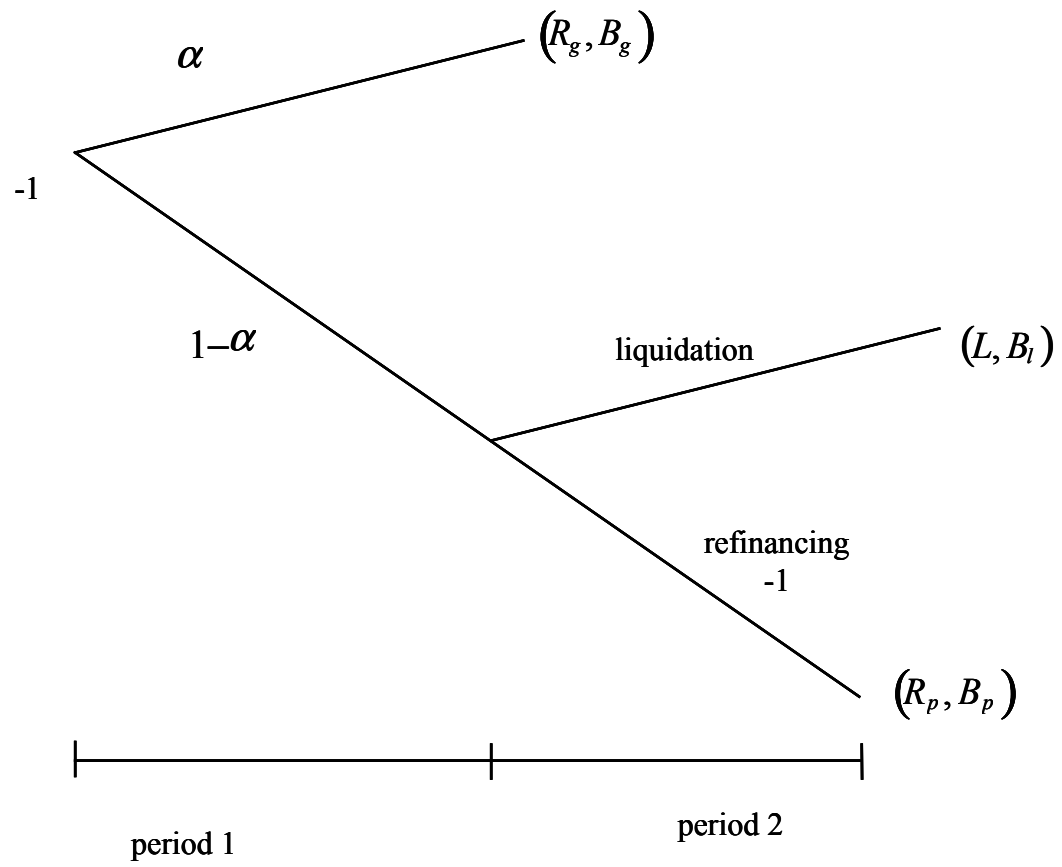 α
(R_g, B_g)
-1
1−α
liquidation
(L, B_l)
refinancing
-1
(R_p, B_p)
period 1
period 2